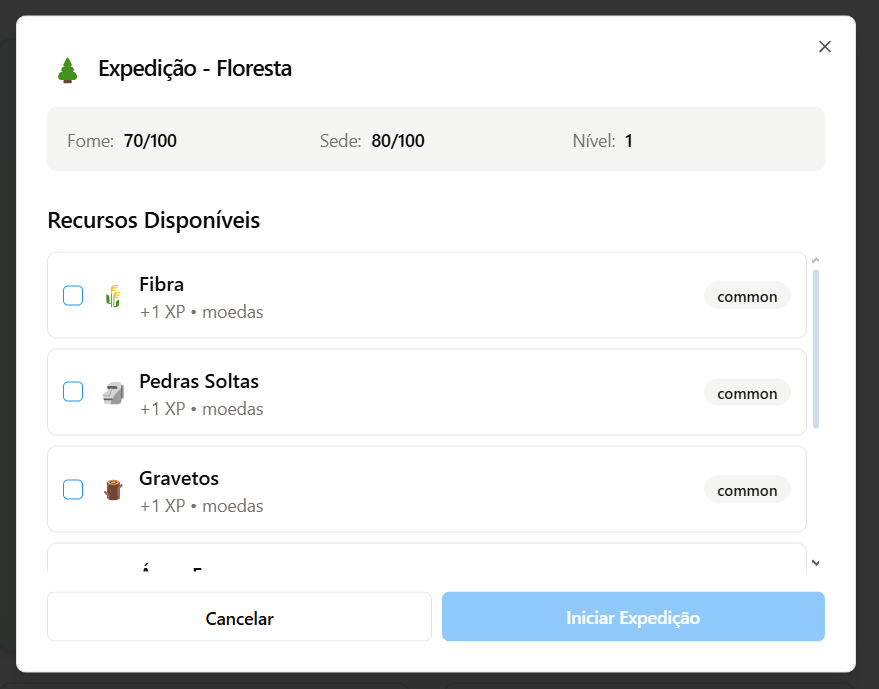 Expedição - Floresta
Fome: 70/100 Sede: 80/100 Nível: 1
Recursos Disponíveis
Fibra
+1 XP • moedas
common
Pedras Soltas
+1 XP • moedas
common
Gravetos
+1 XP • moedas
common
Cancelar Iniciar Expedição